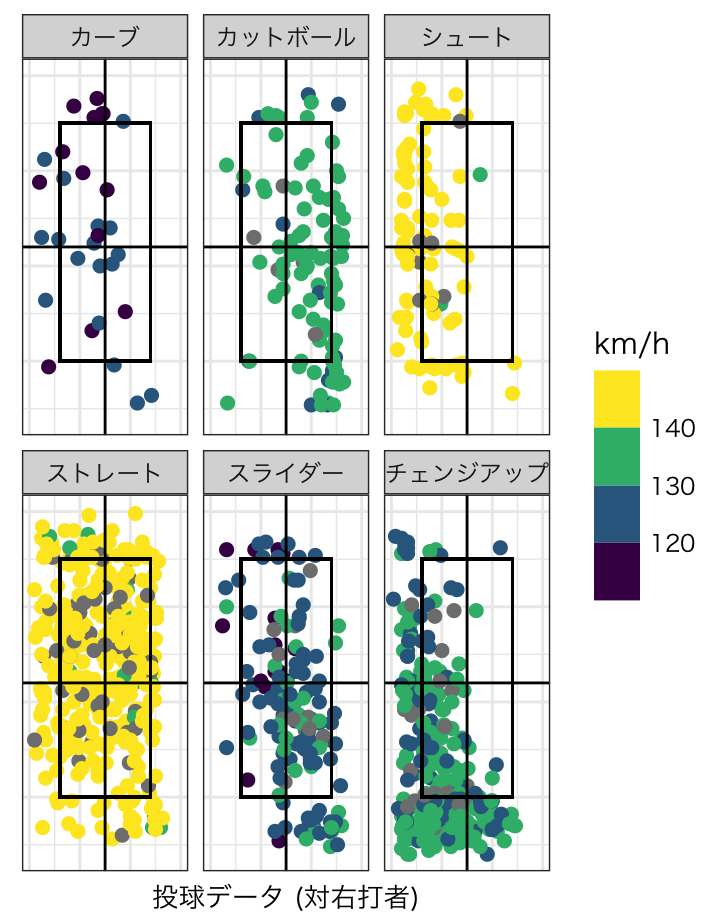 カーブ
カットボール
シュート
ストレート
スライダー
チェンジアップ
km/h
140
130
120
投球データ (対右打者)